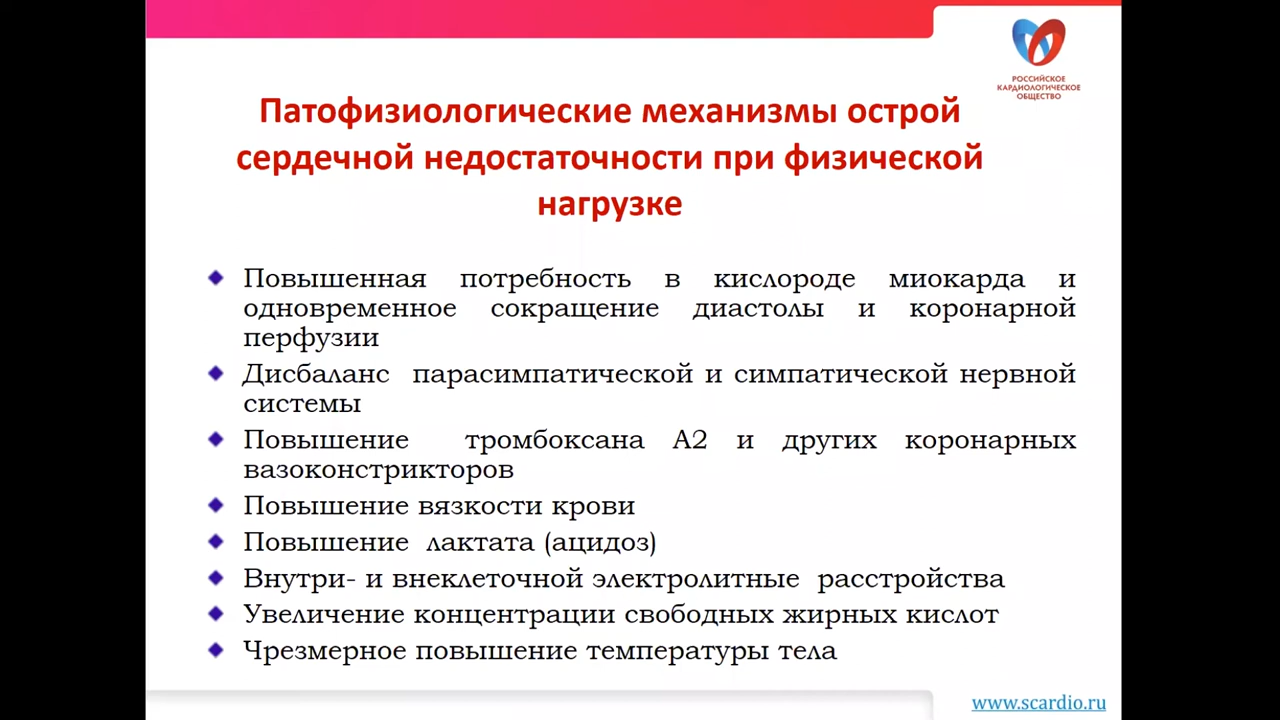 РОССИЙСКОЕ
КАРДИОЛОГИЧЕСКОЕ
ОБЩЕСТВО
Патофизиологические механизмы острой
сердечной недостаточности при физической
нагрузке
Повышенная потребность в кислороде миокарда и
одновременное сокращение диастолы и коронарной
перфузии
Дисбаланс парасимпатической и симпатической нервной
системы
Повышение тромбоксана А2 и других коронарных
вазоконстрикторов
Повышение вязкости крови
Повышение лактата (ацидоз)
Внутри- и внеклеточной электролитные расстройства
Увеличение концентрации свободных жирных кислот
Чрезмерное повышение температуры тела
www.scardio.ru